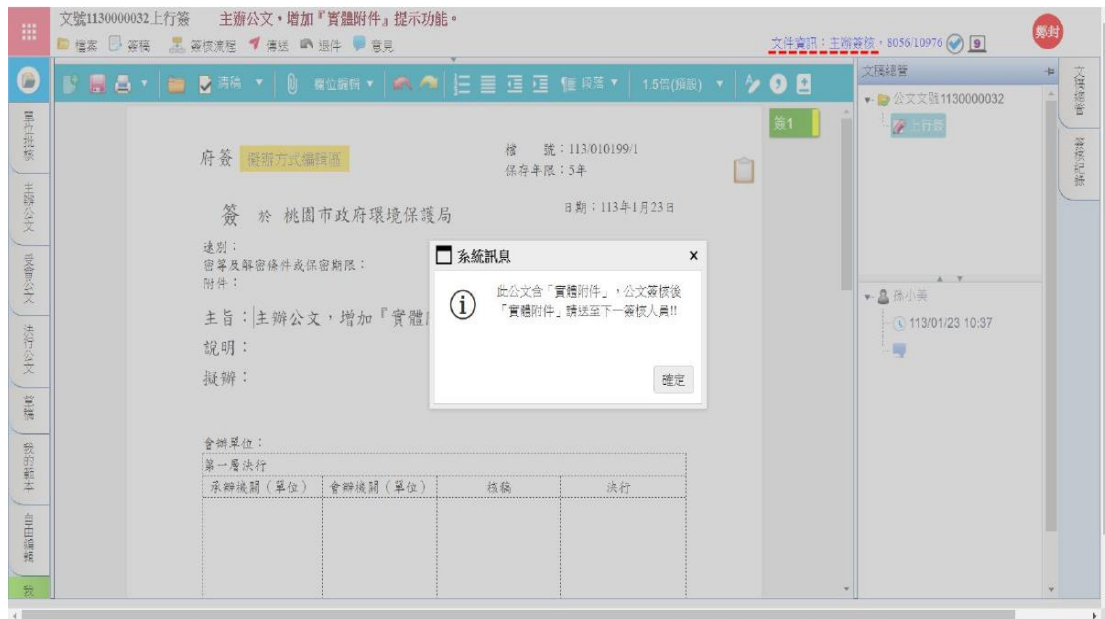 文號1130000032上行簽 主辦公文，增加『實體附件』提示功能。
檔案 簽稿 簽核流程 傳送 退件 意見
文件資訊：主辦簽核，8056/10976 9
鄭封
清稿 欄位編輯 段落 1.5倍(預設)
單位批核
主辦公文
受會公文
決行公文
草稿
我的範本
自由編輯
我
府簽 擬辦方式編輯區
檔 號：113/010199/1
保存年限：5年
簽 於 桃園市政府環境保護局
日期：113年1月23日
速別：
密等及解密條件或保密期限：
附件：
主旨：主辦公文，增加『實體
說明：
擬辦：
會辦單位：
第一層決行
承辦機關（單位） 會辦機關（單位） 核稿 決行
簽1
系統訊息 x
此公文含「實體附件」，公文簽核後
「實體附件」請送至下一簽核人員!!
確定
文稿總管
公文文號1130000032
上行簽
孫小美
113/01/23 10:37
文稿總管
簽核記錄